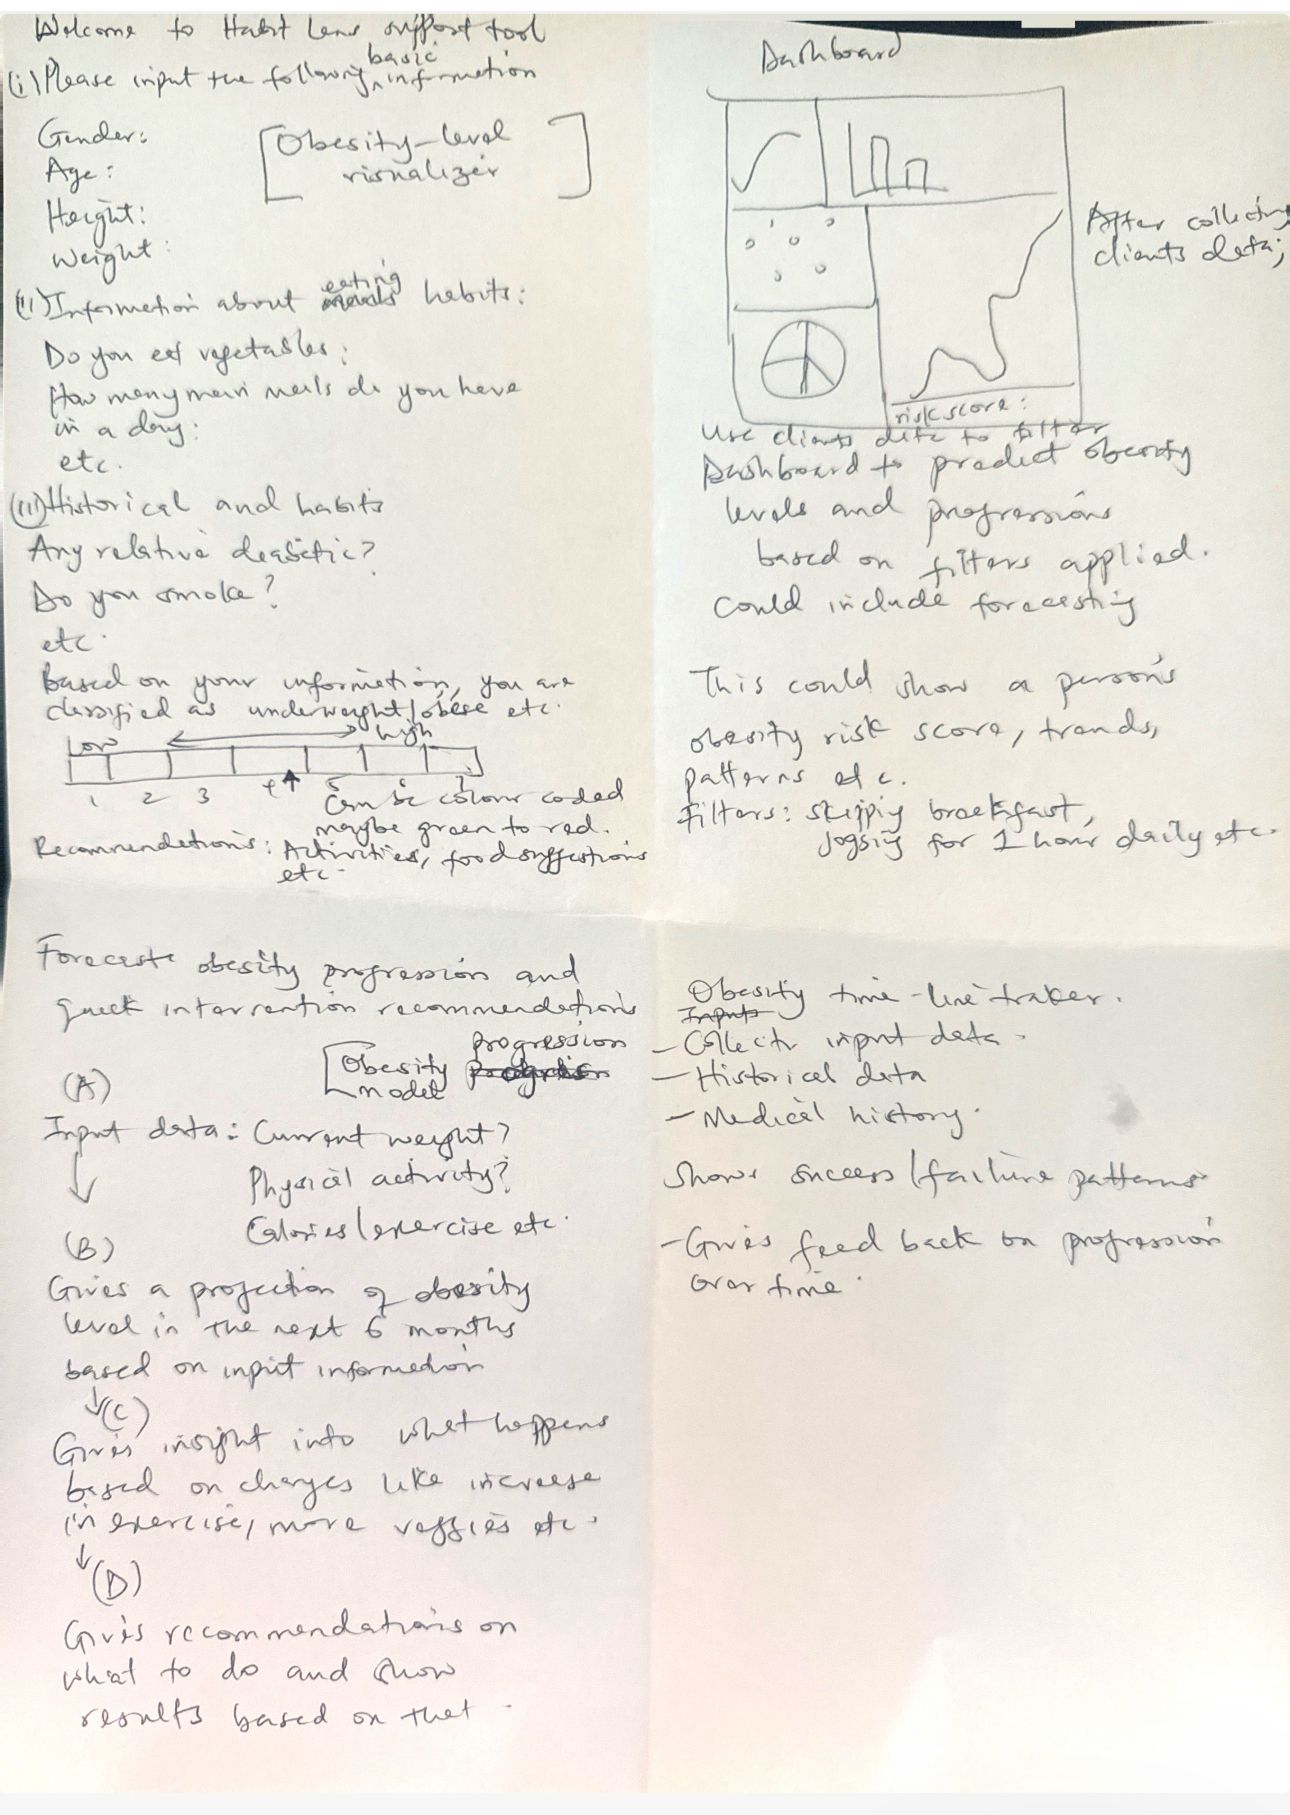 Welcome to Habit Lens support tool
basic
(i) Please input the following ^ information
Gender:
Age:
Height:
Weight:
[Obesity-level
visualizer]
(ii) Information about eating meals habits:
Do you eat vegetables:
How many main meals do you have
in a day:
etc.
(iii) Historical and habits
Any relative diabetic?
Do you smoke?
etc.
Based on your information, you are
classified as underweight/obese etc.
Low high
1 2 3 4 5 6 7
Can be colour coded
maybe green to red.
Recommendations: Activities, food suggestions
etc.
Dashboard
After collecting
clients data;
risk score:
Use clients data to filter
Dashboard to predict obesity
levels and progressions
based on filters applied.
Could include forecasting
This could show a person's
obesity risk score, trends,
patterns etc.
Filters: skipping breakfast,
Jogging for 1 hour daily etc.
Forecasts obesity progression and
quick intervention recommendations
[Obesity progression
model
(A)
Input data: Current weight?
Physical activity?
Calories/exercise etc.
(B)
Gives a projection of obesity
level in the next 6 months
based on input information
(C)
Gives insight into what happens
based on changes like increase
in exercise, more veggies etc.
(D)
Gives recommendations on
what to do and show
results based on that.
Obesity time-line traker.
Inputs
- Collects input data.
- Historical data
- Medical history.
Shows success/failure patterns
- Gives feed back on progression
over time.